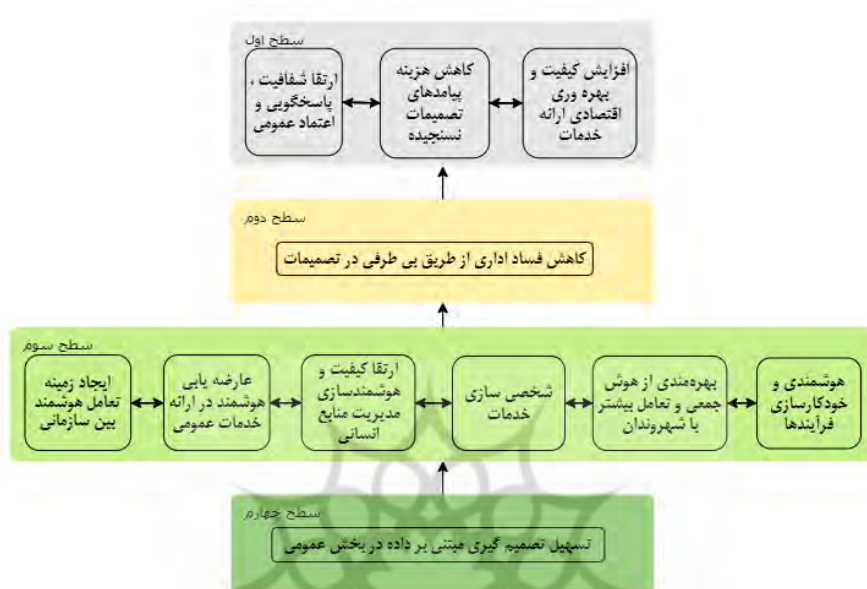 سطح اول
افزایش کیفیت و
بهره وری
اقتصادی ارائه
خدمات
کاهش هزینه
پیامدهای
تصمیمات
نسنجیده
ارتقا شفافیت ،
پاسخگویی و
اعتماد عمومی
سطح دوم
کاهش فساد اداری از طریق بی طرفی در تصمیمات
سطح سوم
هوشمندی و
خودکارسازی
فرآیندها
بهره‌مندی از هوش
جمعی و تعامل بیشتر
با شهروندان
شخصی سازی
خدمات
ارتقا کیفیت و
هوشمندسازی
مدیریت منابع
انسانی
عارضه یابی
هوشمند در ارائه
خدمات عمومی
ایجاد زمینه
تعامل هوشمند
بین سازمانی
سطح چهارم
تسهیل تصمیم گیری مبتنی بر داده در بخش عمومی